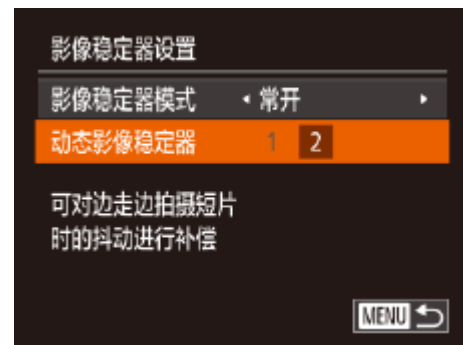 影像稳定器设置
影像稳定器模式 常开
动态影像稳定器 1 2
可对边走边拍摄短片
时的抖动进行补偿
MENU